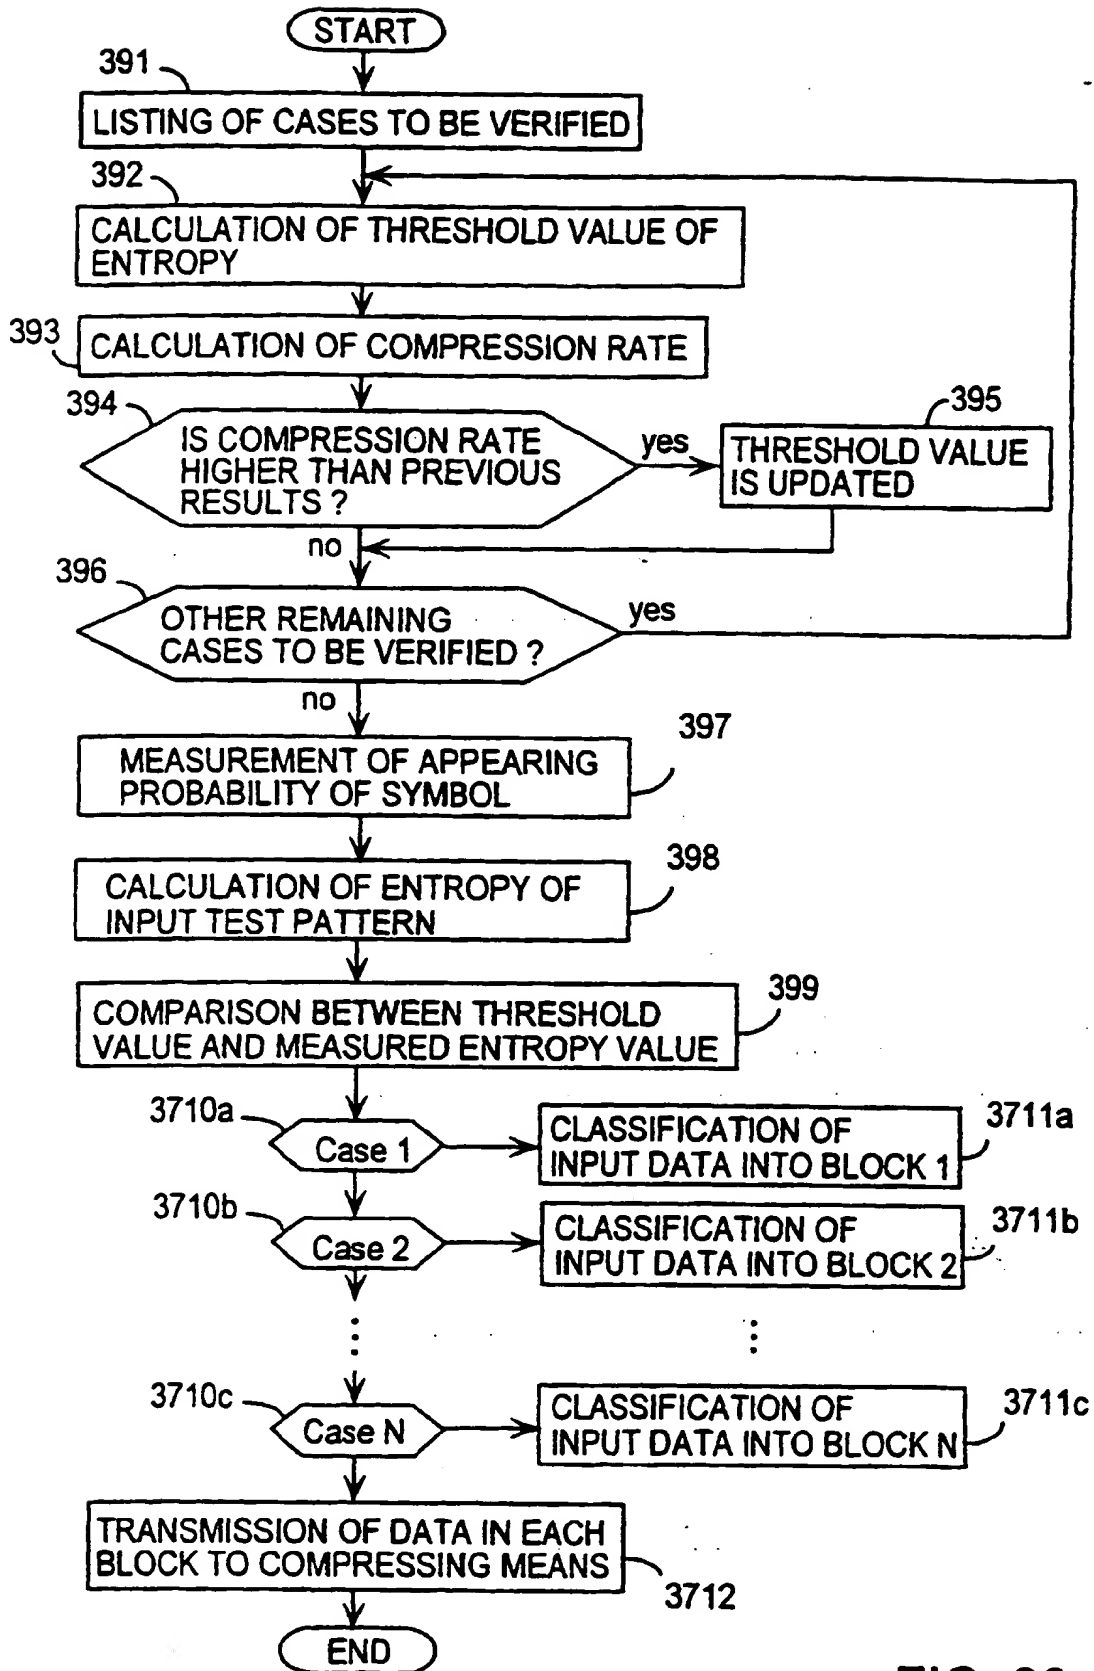 START
391
LISTING OF CASES TO BE VERIFIED
392
CALCULATION OF THRESHOLD VALUE OF
ENTROPY
393
CALCULATION OF COMPRESSION RATE
394
IS COMPRESSION RATE
HIGHER THAN PREVIOUS
RESULTS ?
yes
395
THRESHOLD VALUE
IS UPDATED
no
396
OTHER REMAINING
CASES TO BE VERIFIED ?
yes
no
397
MEASUREMENT OF APPEARING
PROBABILITY OF SYMBOL
398
CALCULATION OF ENTROPY OF
INPUT TEST PATTERN
399
COMPARISON BETWEEN THRESHOLD
VALUE AND MEASURED ENTROPY VALUE
3710a
Case 1
CLASSIFICATION OF
INPUT DATA INTO BLOCK 1
3711a
3710b
Case 2
CLASSIFICATION OF
INPUT DATA INTO BLOCK 2
3711b
3710c
Case N
CLASSIFICATION OF
INPUT DATA INTO BLOCK N
3711c
TRANSMISSION OF DATA IN EACH
BLOCK TO COMPRESSING MEANS
3712
END